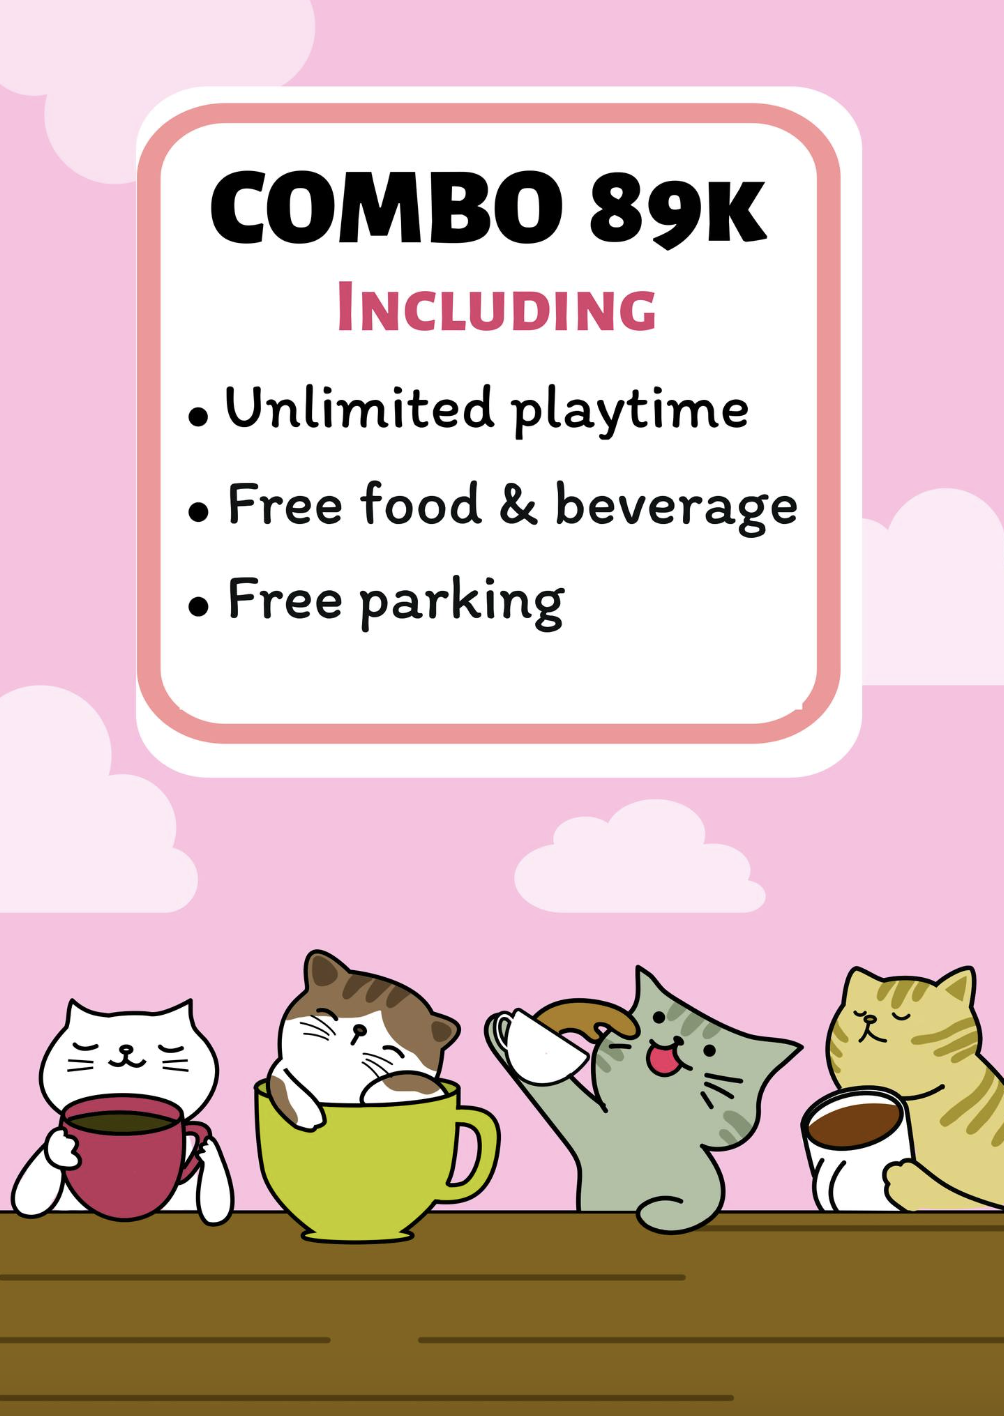 COMBO 89K
INCLUDING
• Unlimited playtime
• Free food & beverage
• Free parking